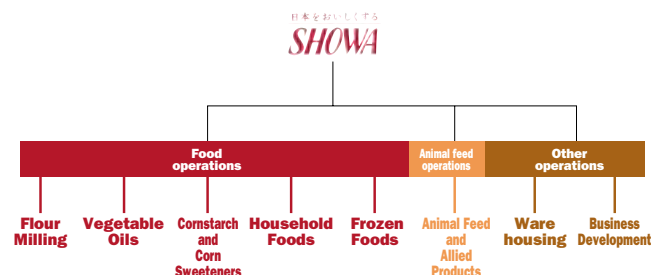 日本をおいしくする
SHOWA
Food
operations
Animal feed
operations
Other
operations
Flour
Milling
Vegetable
Oils
Cornstarch
and
Corn
Sweeteners
Household
Foods
Frozen
Foods
Animal Feed
and
Allied
Products
Ware
housing
Business
Development